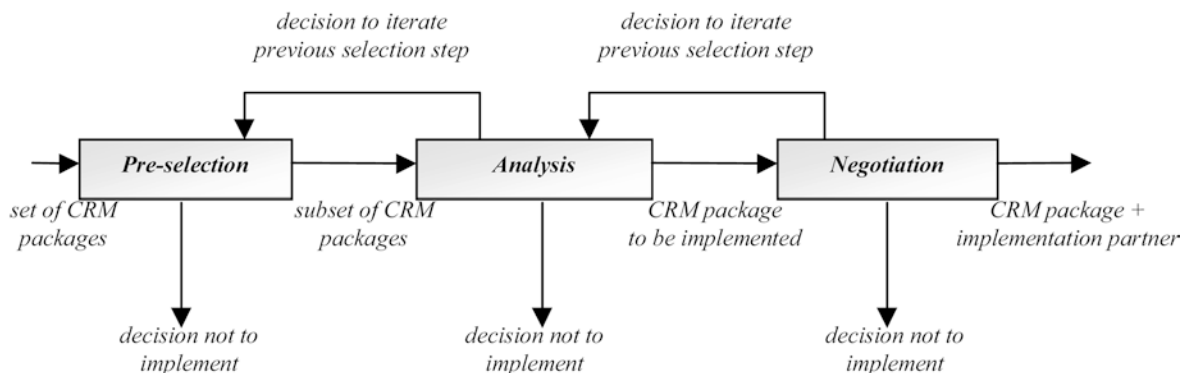 decision to iterate
previous selection step
decision to iterate
previous selection step
Pre-selection
Analysis
Negotiation
set of CRM
packages
subset of CRM
packages
CRM package
to be implemented
CRM package +
implementation partner
decision not to
implement
decision not to
implement
decision not to
implement